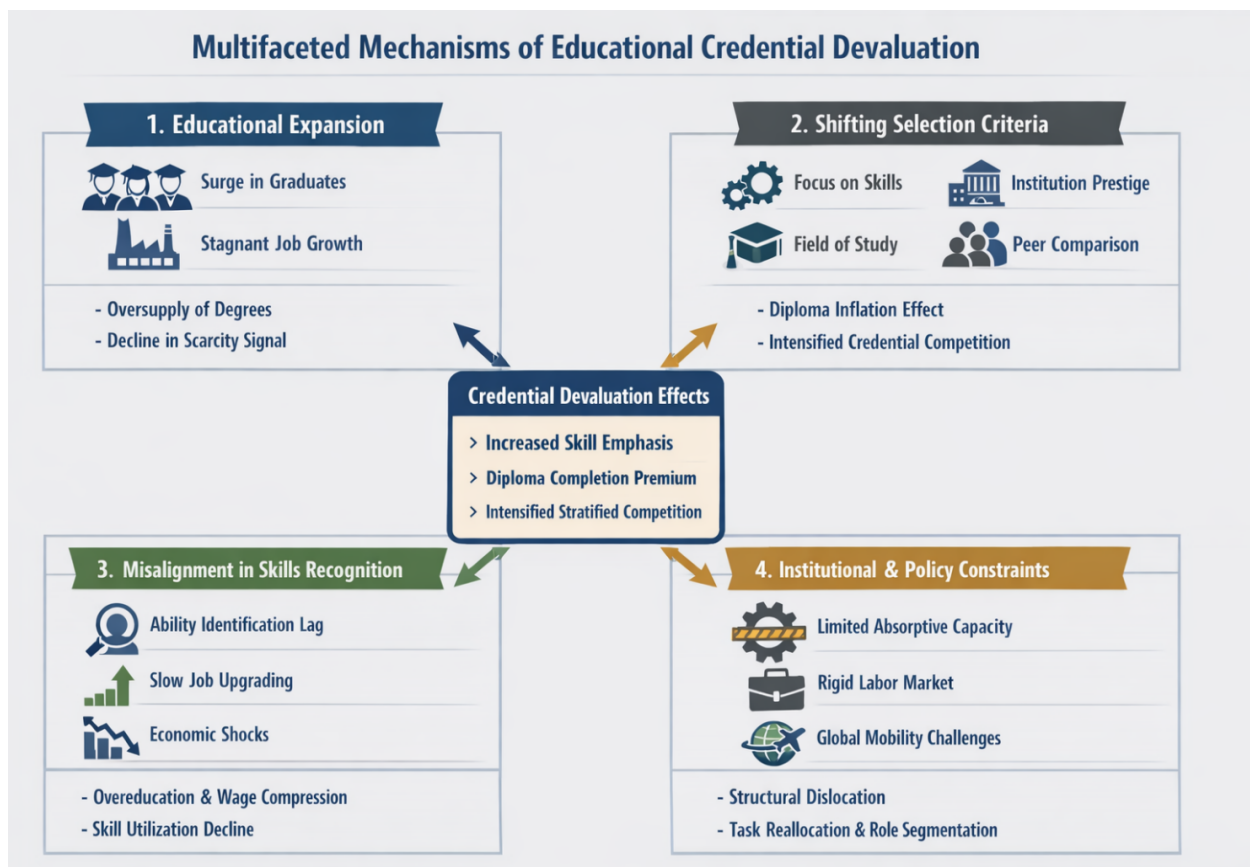 Multifaceted Mechanisms of Educational Credential Devaluation
1. Educational Expansion
Surge in Graduates
Stagnant Job Growth
- Oversupply of Degrees
- Decline in Scarcity Signal
2. Shifting Selection Criteria
Focus on Skills
Institution Prestige
Field of Study
Peer Comparison
- Diploma Inflation Effect
- Intensified Credential Competition
Credential Devaluation Effects
> Increased Skill Emphasis
> Diploma Completion Premium
> Intensified Stratified Competition
3. Misalignment in Skills Recognition
Ability Identification Lag
Slow Job Upgrading
Economic Shocks
- Overeducation & Wage Compression
- Skill Utilization Decline
4. Institutional & Policy Constraints
Limited Absorptive Capacity
Rigid Labor Market
Global Mobility Challenges
- Structural Dislocation
- Task Reallocation & Role Segmentation